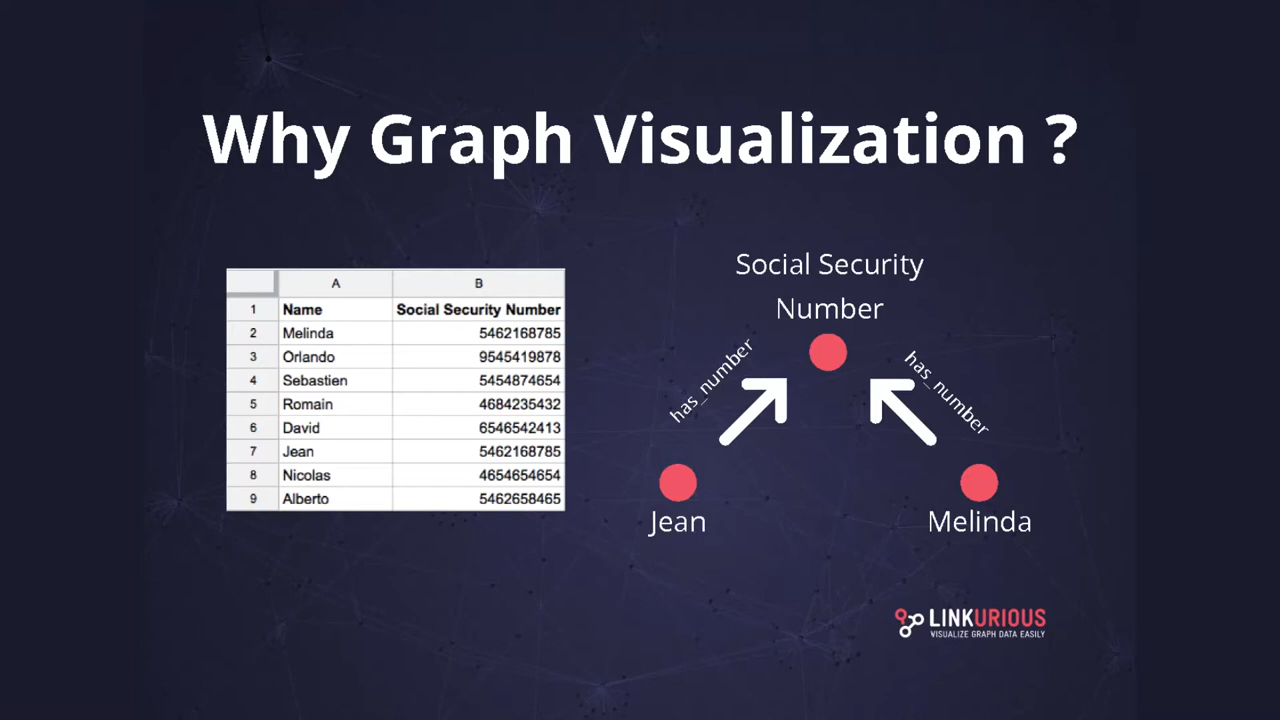 Why Graph Visualization ?
A B
1 Name Social Security Number
2 Melinda 5462168785
3 Orlando 9545419878
4 Sebastien 5454874654
5 Romain 4684235432
6 David 6546542413
7 Jean 5462168785
8 Nicolas 4654654654
9 Alberto 5462658465
Social Security
Number
has_number
has_number
Jean
Melinda
LINKURIOUS
VISUALIZE GRAPH DATA EASILY